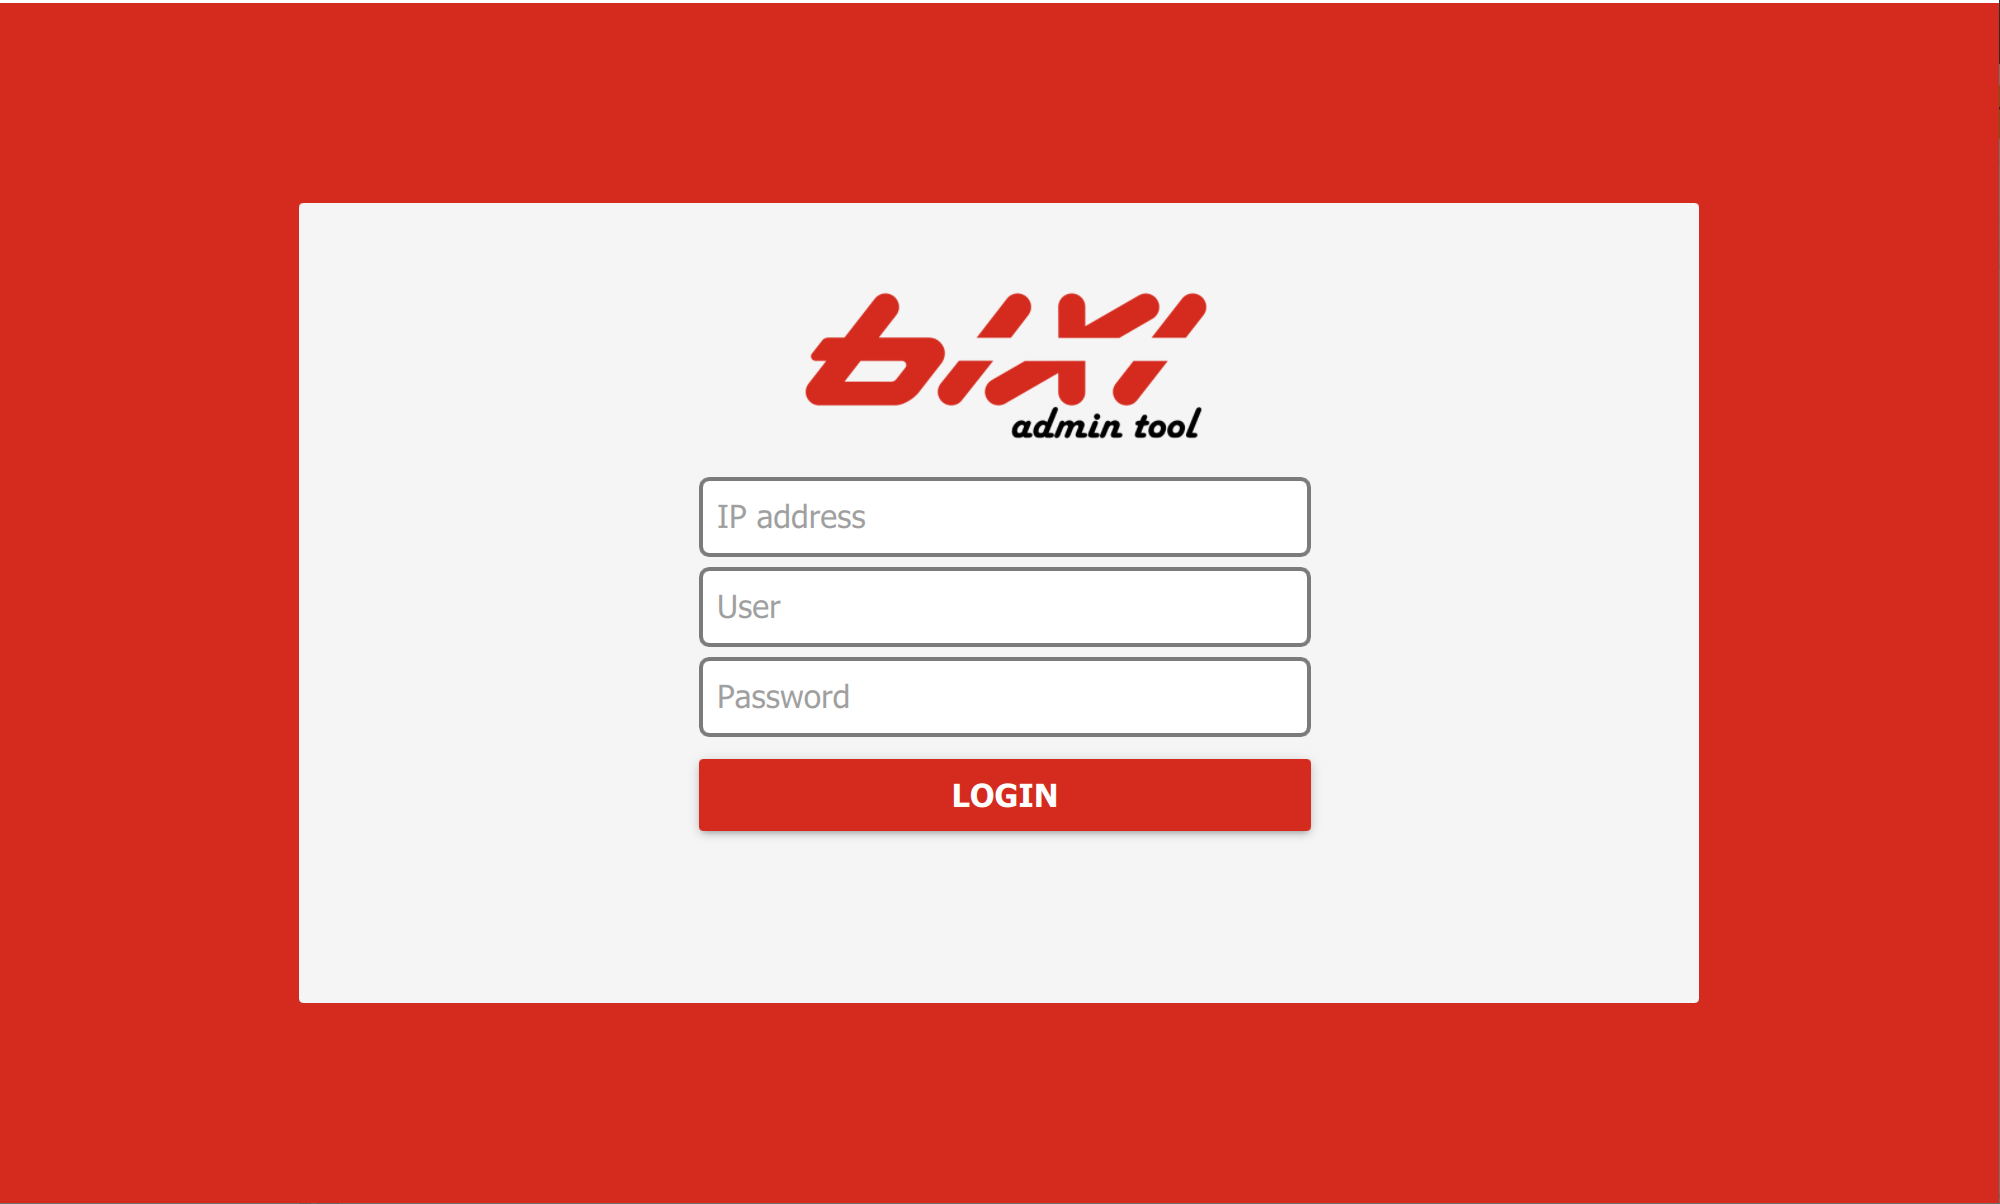 bixi
admin tool
IP address
User
Password
LOGIN